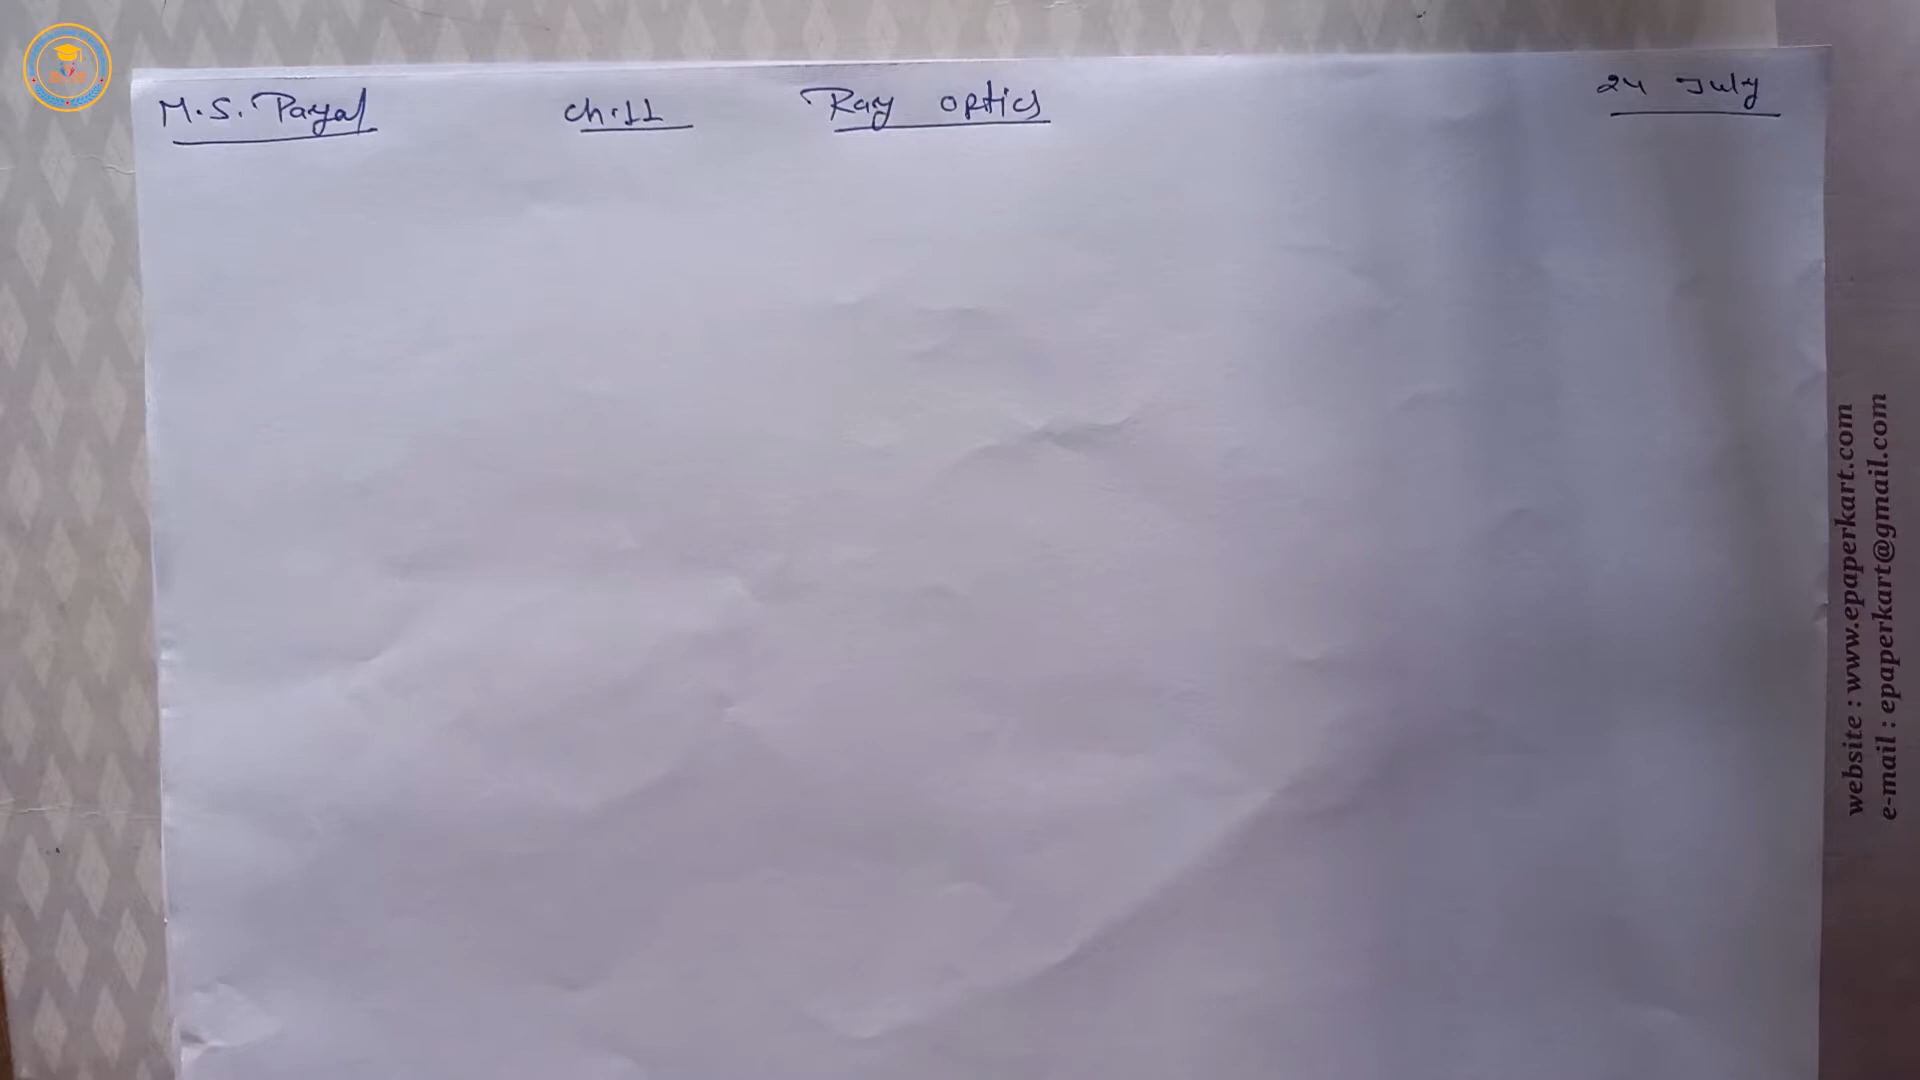 M.S. Payal ch.11 Ray optics 24 July
website : www.epaperkart.com
e-mail : epaperkart@gmail.com